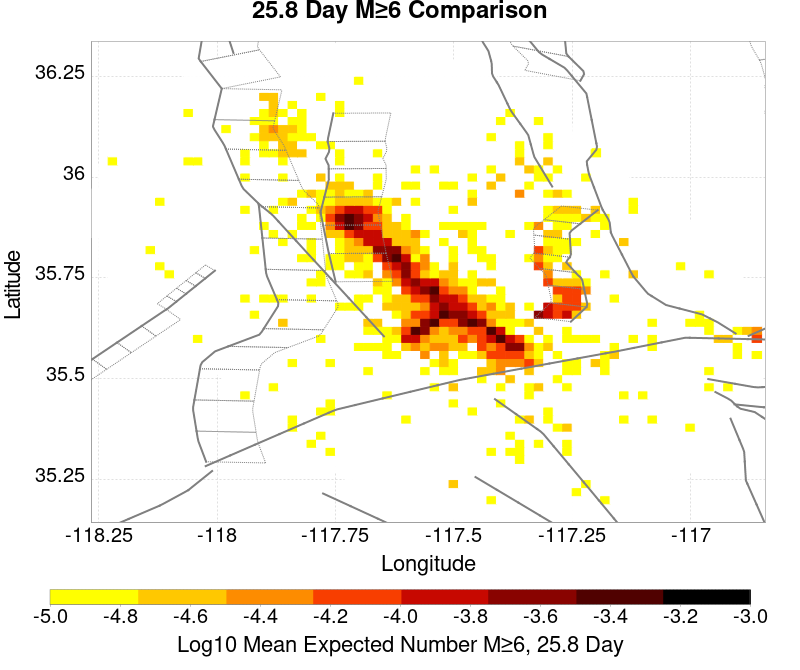 25.8 Day M≥6 Comparison
36.25
36
35.75
35.5
35.25
Latitude
-118.25 -118 -117.75 -117.5 -117.25 -117
Longitude
-5.0 -4.8 -4.6 -4.4 -4.2 -4.0 -3.8 -3.6 -3.4 -3.2 -3.0
Log10 Mean Expected Number M≥6, 25.8 Day